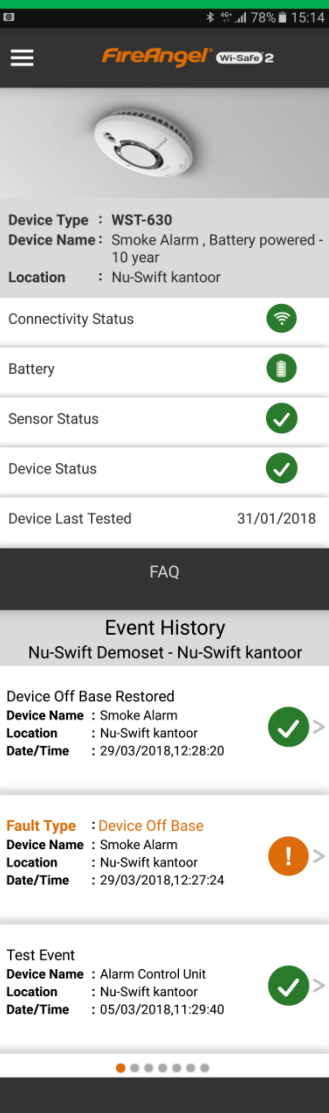 4G+ 78% 15:14
FireAngel Wi-Safe 2
Device Type : WST-630
Device Name : Smoke Alarm , Battery powered -
10 year
Location : Nu-Swift kantoor
Connectivity Status
Battery
Sensor Status
Device Status
Device Last Tested 31/01/2018
FAQ
Event History
Nu-Swift Demoset - Nu-Swift kantoor
Device Off Base Restored
Device Name : Smoke Alarm
Location : Nu-Swift kantoor
Date/Time : 29/03/2018,12:28:20
Fault Type : Device Off Base
Device Name : Smoke Alarm
Location : Nu-Swift kantoor
Date/Time : 29/03/2018,12:27:24
Test Event
Device Name : Alarm Control Unit
Location : Nu-Swift kantoor
Date/Time : 05/03/2018,11:29:40